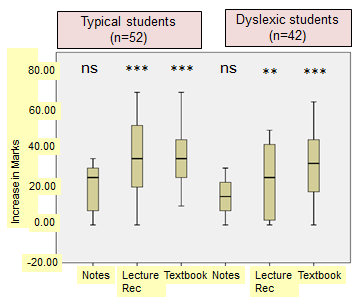 Typical students
(n=52)
Dyslexic students
(n=42)
80.00
60.00
40.00
20.00
0.00
-20.00
Increase in Marks
ns
***
***
ns
**
***
Notes
Lecture
Rec
Textbook
Notes
Lecture
Rec
Textbook